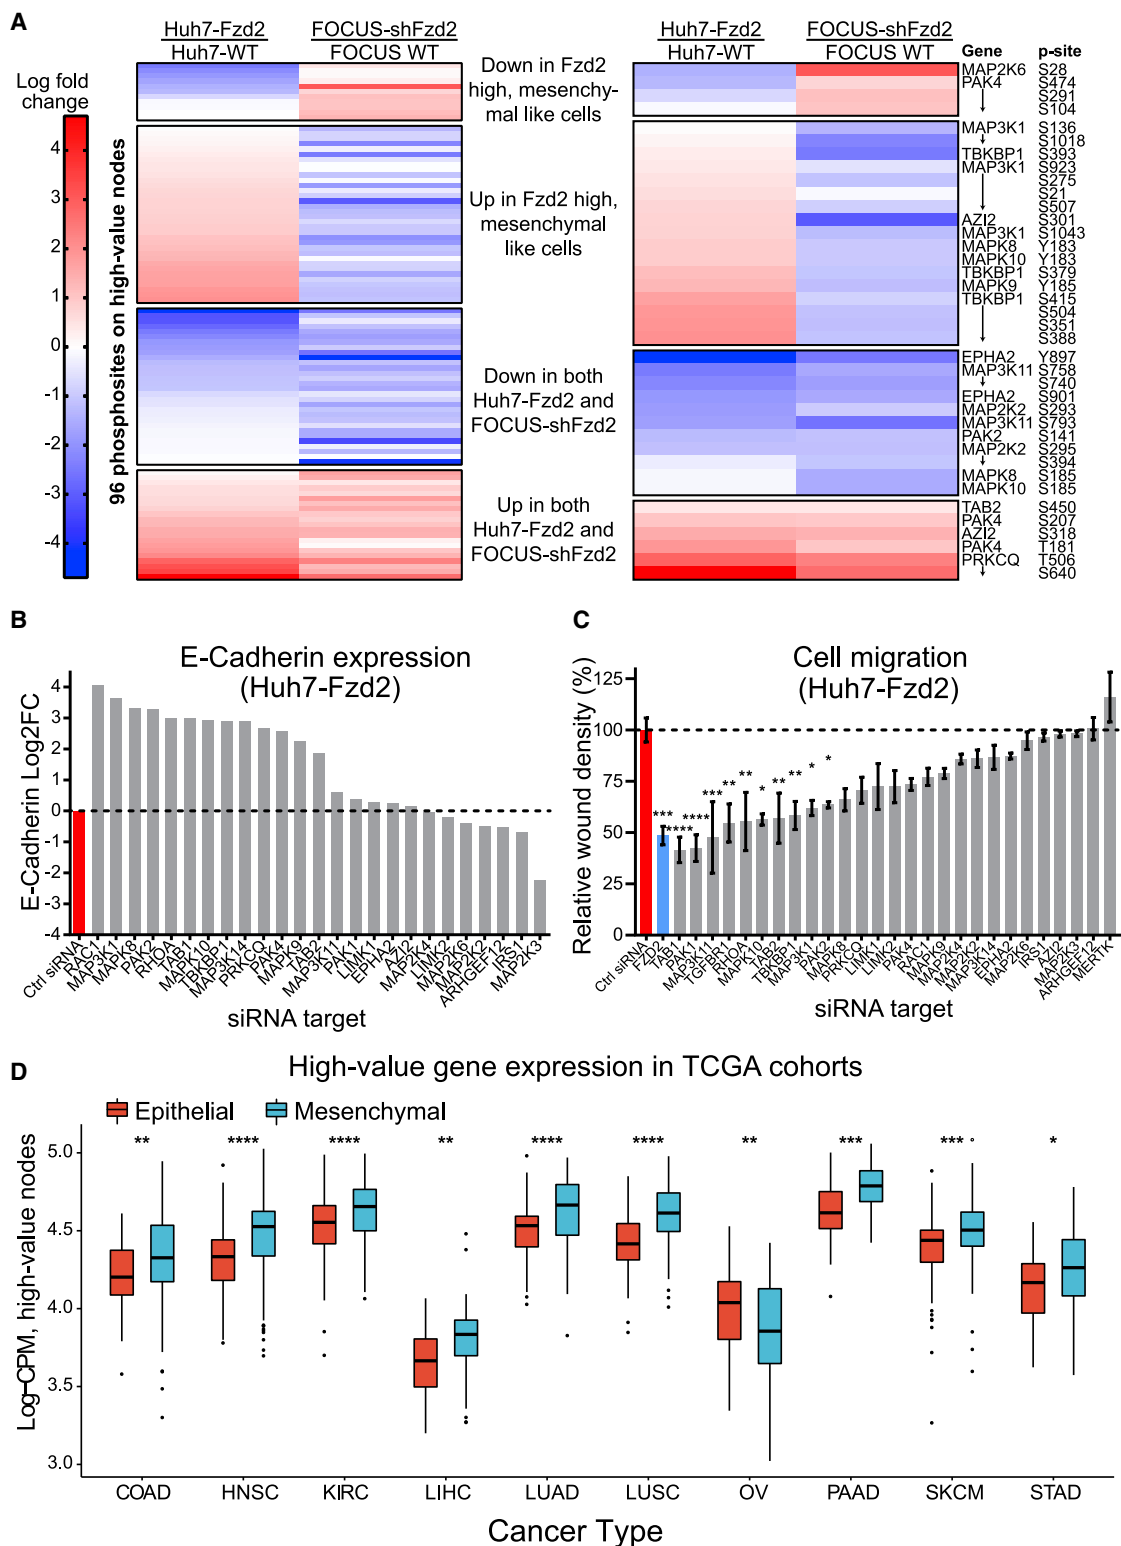 A
Huh7-Fzd2
Huh7-WT
FOCUS-shFzd2
FOCUS WT
Log fold
change
4
3
2
1
0
-1
-2
-3
-4
96 phosphosites on high-value nodes
Down in Fzd2
high, mesenchy-
mal like cells
Up in Fzd2 high,
mesenchymal
like cells
Down in both
Huh7-Fzd2 and
FOCUS-shFzd2
Up in both
Huh7-Fzd2 and
FOCUS-shFzd2
Huh7-Fzd2
Huh7-WT
FOCUS-shFzd2
FOCUS WT
Gene p-site
MAP2K6 S28
PAK4 S474
S291
S104
MAP3K1 S136
S1018
TBKBP1 S393
MAP3K1 S923
S275
S21
S507
AZI2 S301
MAP3K1 S1043
MAPK8 Y183
MAPK10 Y183
TBKBP1 S379
MAPK9 Y185
TBKBP1 S415
S504
S351
S388
EPHA2 Y897
MAP3K11 S758
S740
EPHA2 S901
MAP2K2 S293
MAP3K11 S793
PAK2 S141
MAP2K2 S295
S394
MAPK8 S185
MAPK10 S185
TAB2 S450
PAK4 S207
AZI2 S318
PAK4 T181
PRKCQ T506
S640
B
E-Cadherin expression
(Huh7-Fzd2)
E-Cadherin Log2FC
4
3
2
1
0
-1
-2
-3
-4
Ctrl siRNA
RAC1
MAP3K1
MAPK8
PAK2
RHOA
TAB1
MAPK10
TBKBP1
MAP3K14
PRKCQ
PAK4
MAPK9
TAB2
MAP3K11
PAK1
LIMK1
EPHA2
AZI2
MAP2K4
LIMK2
MAP2K6
MAP2K2
ARHGEF12
IRS1
MAP2K3
siRNA target
C
Cell migration
(Huh7-Fzd2)
Relative wound density (%)
125
100
75
50
25
0
*** **** **** *** ** ** * ** ** * *
Ctrl siRNA
FZD2
TAB1
PAK1
MAP3K11
TGFBR1
RHOA
MAPK10
TAB2
TBKBP1
MAP3K1
PAK2
MAPK8
PRKCQ
LIMK1
LIMK2
PAK4
RAC1
MAPK9
MAP2K4
MAP2K2
MAP3K14
EPHA2
MAP2K6
IRS1
AZI2
MAP2K3
ARHGEF12
MERTK
siRNA target
D
High-value gene expression in TCGA cohorts
Epithelial Mesenchymal
Log-CPM, high-value nodes
** **** **** ** **** **** ** *** *** *
5.0
4.5
4.0
3.5
3.0
COAD HNSC KIRC LIHC LUAD LUSC OV PAAD SKCM STAD
Cancer Type